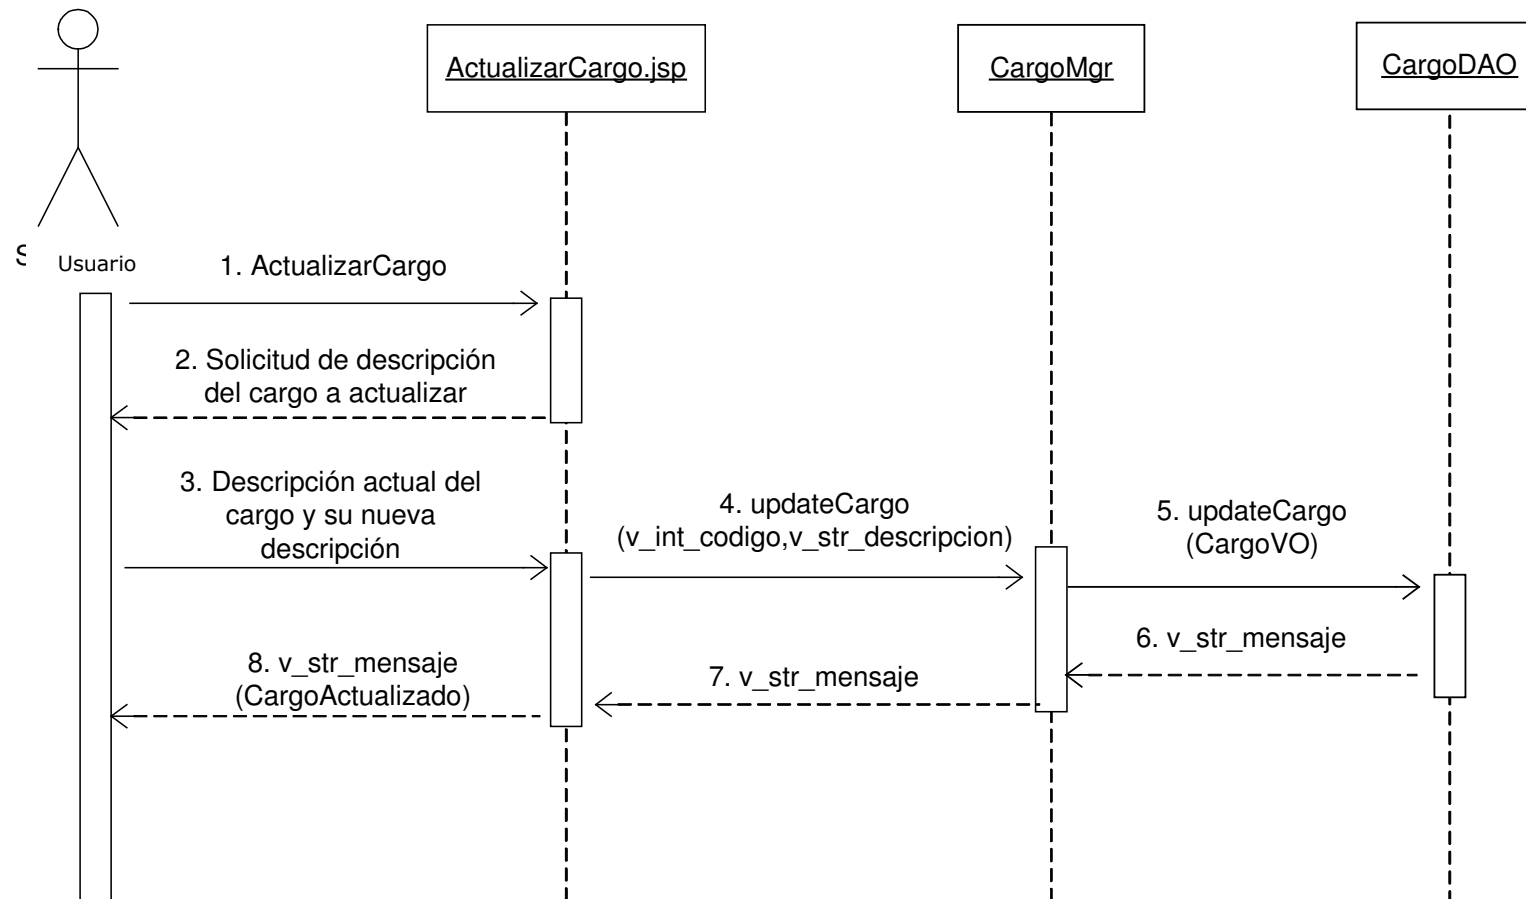 ActualizarCargo.jsp
CargoMgr
CargoDAO
Usuario
1. ActualizarCargo
2. Solicitud de descripción
del cargo a actualizar
3. Descripción actual del
cargo y su nueva
descripción
4. updateCargo
(v_int_codigo,v_str_descripcion)
5. updateCargo
(CargoVO)
6. v_str_mensaje
7. v_str_mensaje
8. v_str_mensaje
(CargoActualizado)